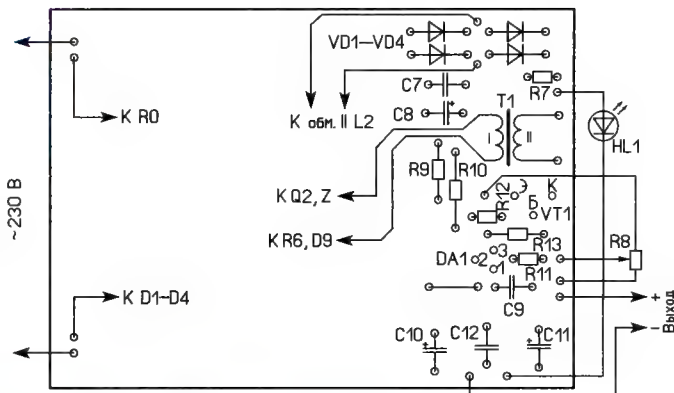 VD1—VD4
C7
R7
T1
К R0
К обм. II L2
C8
I
II
HL1
~230 В
R9
R10
К Q2, Z
R12
Э
К
Б
VT1
К R6, D9
R13
R8
DA1
3
2
1
R11
C9
К D1—D4
+
–
Выход
C10
C12
C11
+
+
+